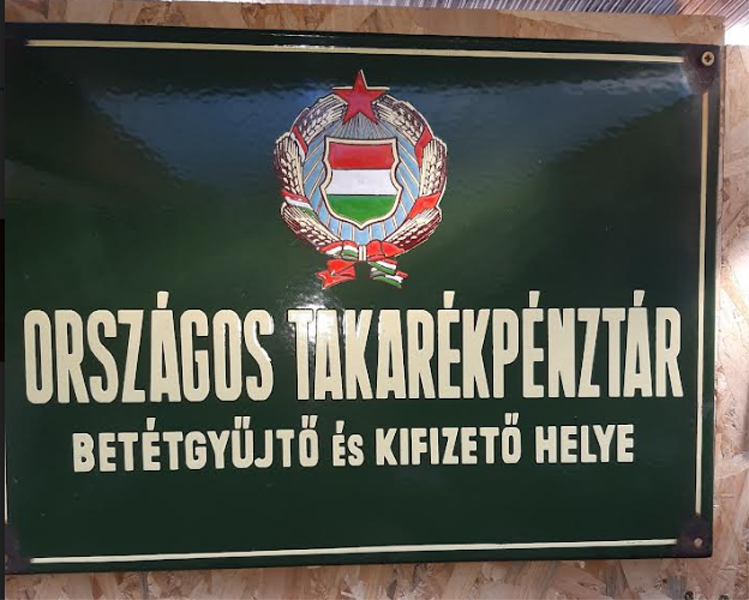 ORSZÁGOS TAKARÉKPÉNZTÁR
BETÉTGYŰJTŐ és KIFIZETŐ HELYE